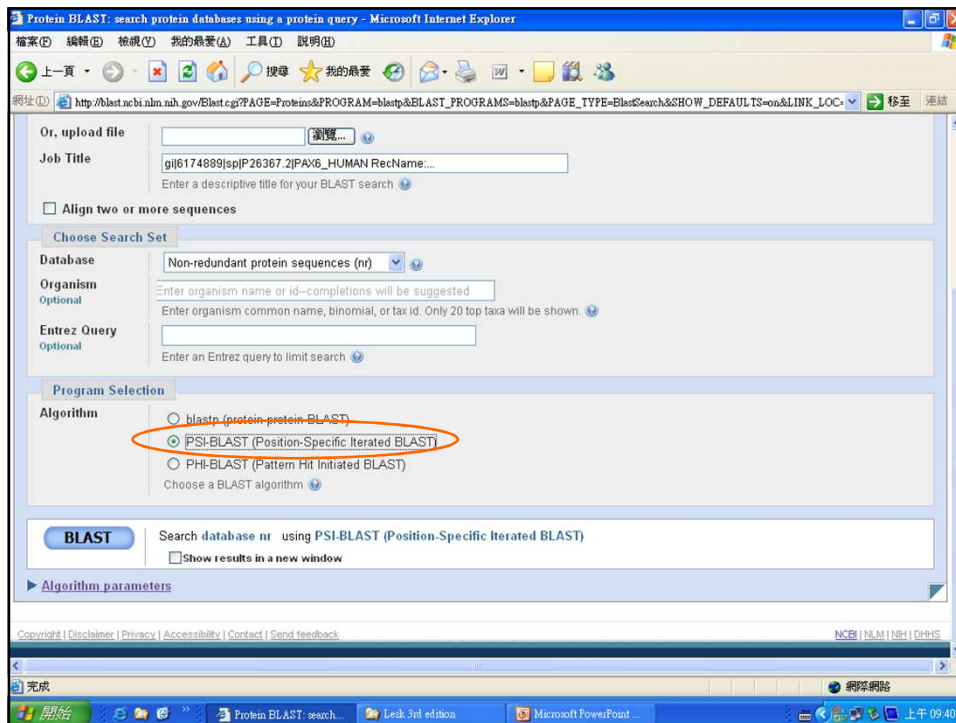 Protein BLAST: search protein databases using a protein query - Microsoft Internet Explorer
檔案(F) 編輯(E) 檢視(V) 我的最愛(A) 工具(T) 說明(H)
上一頁 搜尋 我的最愛
網址(D) http://blast.ncbi.nlm.nih.gov/Blast.cgi?PAGE=Proteins&PROGRAM=blastp&BLAST_PROGRAMS=blastp&PAGE_TYPE=BlastSearch&SHOW_DEFAULTS=on&LINK_LOC= 移至 連結
Or, upload file 瀏覽...
Job Title gi|6174889|sp|P26367.2|PAX6_HUMAN RecName:...
Enter a descriptive title for your BLAST search
Align two or more sequences
Choose Search Set
Database Non-redundant protein sequences (nr)
Organism Enter organism name or id--completions will be suggested
Optional
Enter organism common name, binomial, or tax id. Only 20 top taxa will be shown.
Entrez Query
Optional
Enter an Entrez query to limit search
Program Selection
Algorithm
blastp (protein-protein BLAST)
PSI-BLAST (Position-Specific Iterated BLAST)
PHI-BLAST (Pattern Hit Initiated BLAST)
Choose a BLAST algorithm
BLAST Search database nr using PSI-BLAST (Position-Specific Iterated BLAST)
Show results in a new window
Algorithm parameters
Copyright | Disclaimer | Privacy | Accessibility | Contact | Send feedback NCBI | NLM | NIH | DHHS
完成 網際網路
開始 Protein BLAST: search... Lesk 3rd edition Microsoft PowerPoint ... 上午 09:40